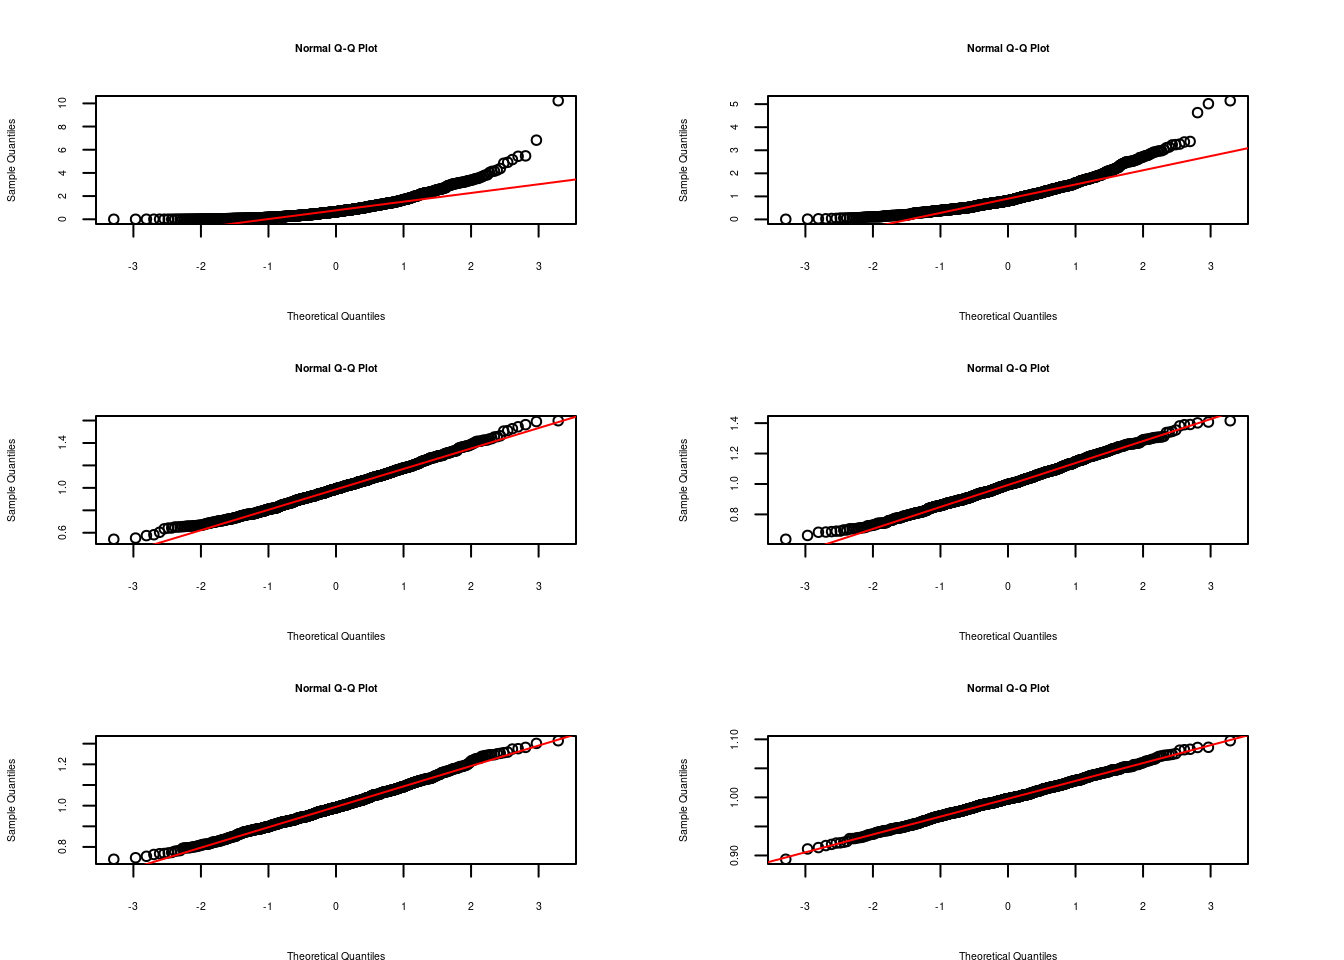 Normal Q-Q Plot
Sample Quantiles
0 2 4 6 8 10
-3 -2 -1 0 1 2 3
Theoretical Quantiles
Normal Q-Q Plot
Sample Quantiles
0 1 2 3 4 5
-3 -2 -1 0 1 2 3
Theoretical Quantiles
Normal Q-Q Plot
Sample Quantiles
0.6 1.0 1.4
-3 -2 -1 0 1 2 3
Theoretical Quantiles
Normal Q-Q Plot
Sample Quantiles
0.8 1.0 1.2 1.4
-3 -2 -1 0 1 2 3
Theoretical Quantiles
Normal Q-Q Plot
Sample Quantiles
0.8 1.0 1.2
-3 -2 -1 0 1 2 3
Theoretical Quantiles
Normal Q-Q Plot
Sample Quantiles
0.90 1.00 1.10
-3 -2 -1 0 1 2 3
Theoretical Quantiles